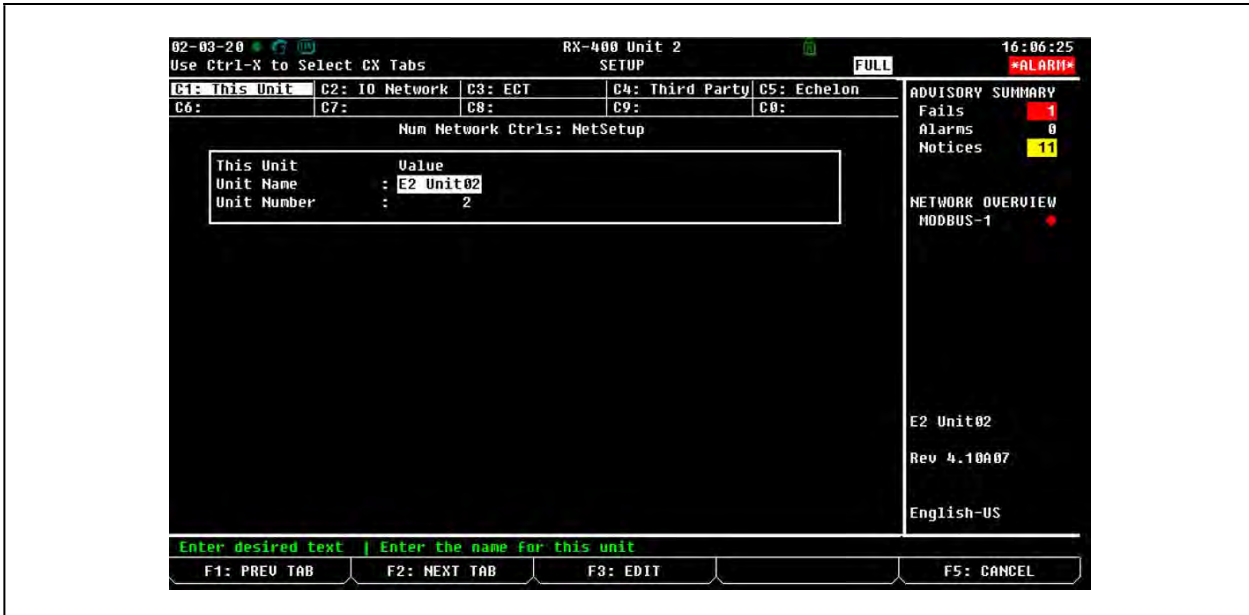 02-03-20 RX-400 Unit 2 16:06:25
Use Ctrl-X to Select CX Tabs SETUP FULL *ALARM*
C1: This Unit C2: IO Network C3: ECT C4: Third Party C5: Echelon
C6: C7: C8: C9: C0:
Num Network Ctrls: NetSetup
This Unit Value
Unit Name : E2 Unit02
Unit Number : 2
ADVISORY SUMMARY
Fails 1
Alarms 0
Notices 11
NETWORK OVERVIEW
MODBUS-1
E2 Unit02
Rev 4.10A07
English-US
Enter desired text | Enter the name for this unit
F1: PREV TAB F2: NEXT TAB F3: EDIT F5: CANCEL